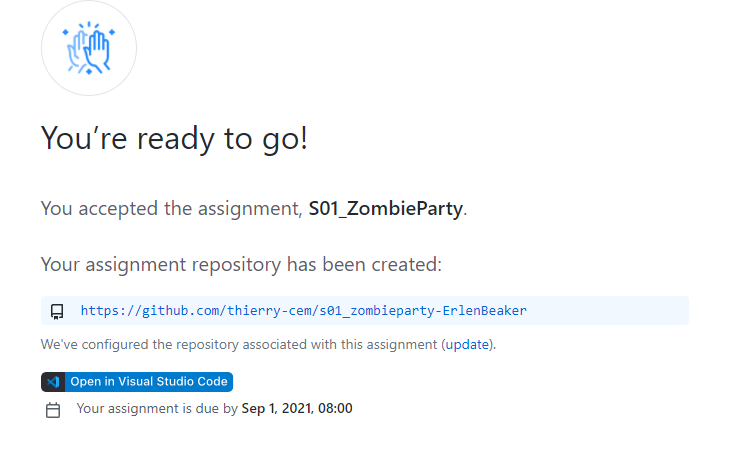 You’re ready to go!
You accepted the assignment, S01_ZombieParty.
Your assignment repository has been created:
https://github.com/thierry-cem/s01_zombieparty-ErlenBeaker
We've configured the repository associated with this assignment (update).
Open in Visual Studio Code
Your assignment is due by Sep 1, 2021, 08:00